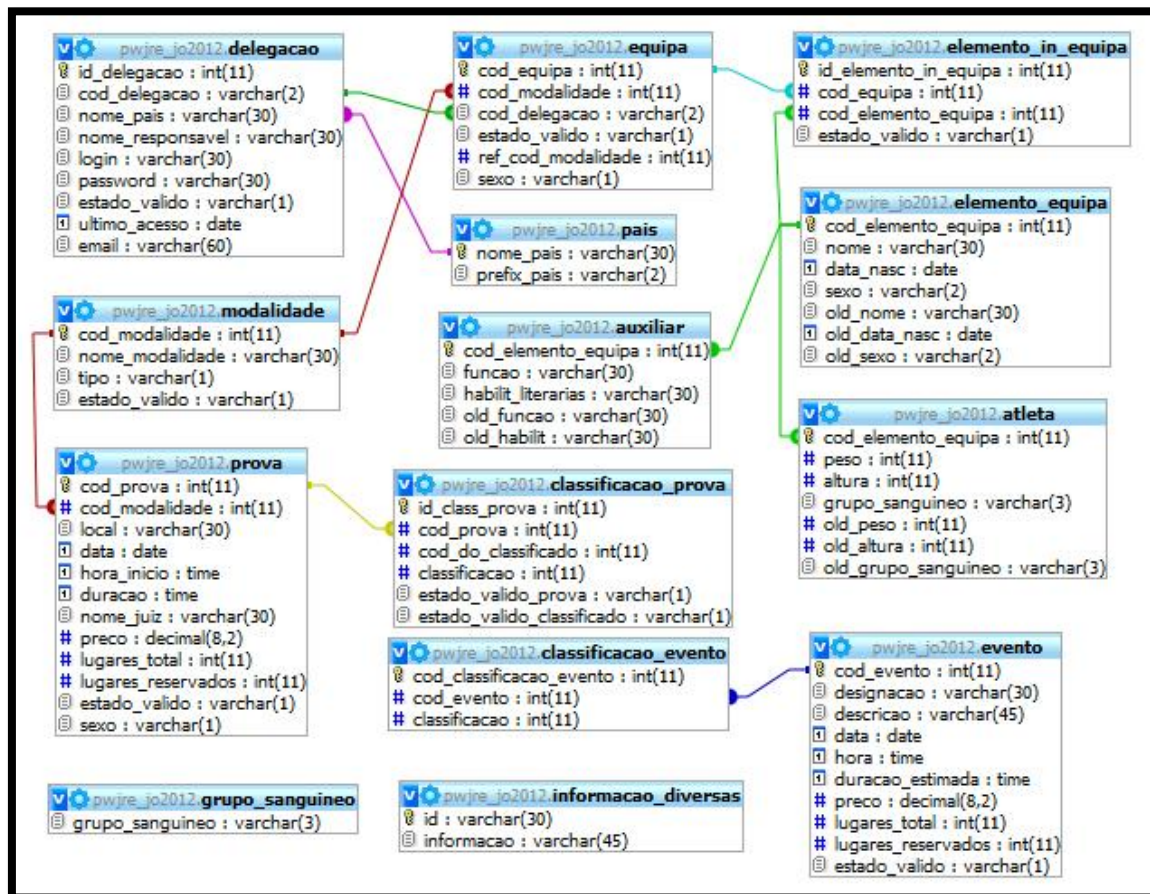 pwjre_jo2012.delegacao
id_delegacao : int(11)
cod_delegacao : varchar(2)
nome_pais : varchar(30)
nome_responsavel : varchar(30)
login : varchar(30)
password : varchar(30)
estado_valido : varchar(1)
ultimo_acesso : date
email : varchar(60)
pwjre_jo2012.equipa
cod_equipa : int(11)
cod_modalidade : int(11)
cod_delegacao : varchar(2)
estado_valido : varchar(1)
ref_cod_modalidade : int(11)
sexo : varchar(1)
pwjre_jo2012.elemento_in_equipa
id_elemento_in_equipa : int(11)
cod_equipa : int(11)
cod_elemento_equipa : int(11)
estado_valido : varchar(1)
pwjre_jo2012.pais
nome_pais : varchar(30)
prefix_pais : varchar(2)
pwjre_jo2012.elemento_equipa
cod_elemento_equipa : int(11)
nome : varchar(30)
data_nasc : date
sexo : varchar(2)
old_nome : varchar(30)
old_data_nasc : date
old_sexo : varchar(2)
pwjre_jo2012.modalidade
cod_modalidade : int(11)
nome_modalidade : varchar(30)
tipo : varchar(1)
estado_valido : varchar(1)
pwjre_jo2012.auxiliar
cod_elemento_equipa : int(11)
funcao : varchar(30)
habilit_literarias : varchar(30)
old_funcao : varchar(30)
old_habilit : varchar(30)
pwjre_jo2012.atleta
cod_elemento_equipa : int(11)
peso : int(11)
altura : int(11)
grupo_sanguineo : varchar(3)
old_peso : int(11)
old_altura : int(11)
old_grupo_sanguineo : varchar(3)
pwjre_jo2012.prova
cod_prova : int(11)
cod_modalidade : int(11)
local : varchar(30)
data : date
hora_inicio : time
duracao : time
nome_juiz : varchar(30)
preco : decimal(8,2)
lugares_total : int(11)
lugares_reservados : int(11)
estado_valido : varchar(1)
sexo : varchar(1)
pwjre_jo2012.classificacao_prova
id_class_prova : int(11)
cod_prova : int(11)
cod_do_classificado : int(11)
classificacao : int(11)
estado_valido_prova : varchar(1)
estado_valido_classificado : varchar(1)
pwjre_jo2012.classificacao_evento
cod_classificacao_evento : int(11)
cod_evento : int(11)
classificacao : int(11)
pwjre_jo2012.evento
cod_evento : int(11)
designacao : varchar(30)
descricao : varchar(45)
data : date
hora : time
duracao_estimada : time
preco : decimal(8,2)
lugares_total : int(11)
lugares_reservados : int(11)
estado_valido : varchar(1)
pwjre_jo2012.grupo_sanguineo
grupo_sanguineo : varchar(3)
pwjre_jo2012.informacao_diversas
id : varchar(30)
informacao : varchar(45)